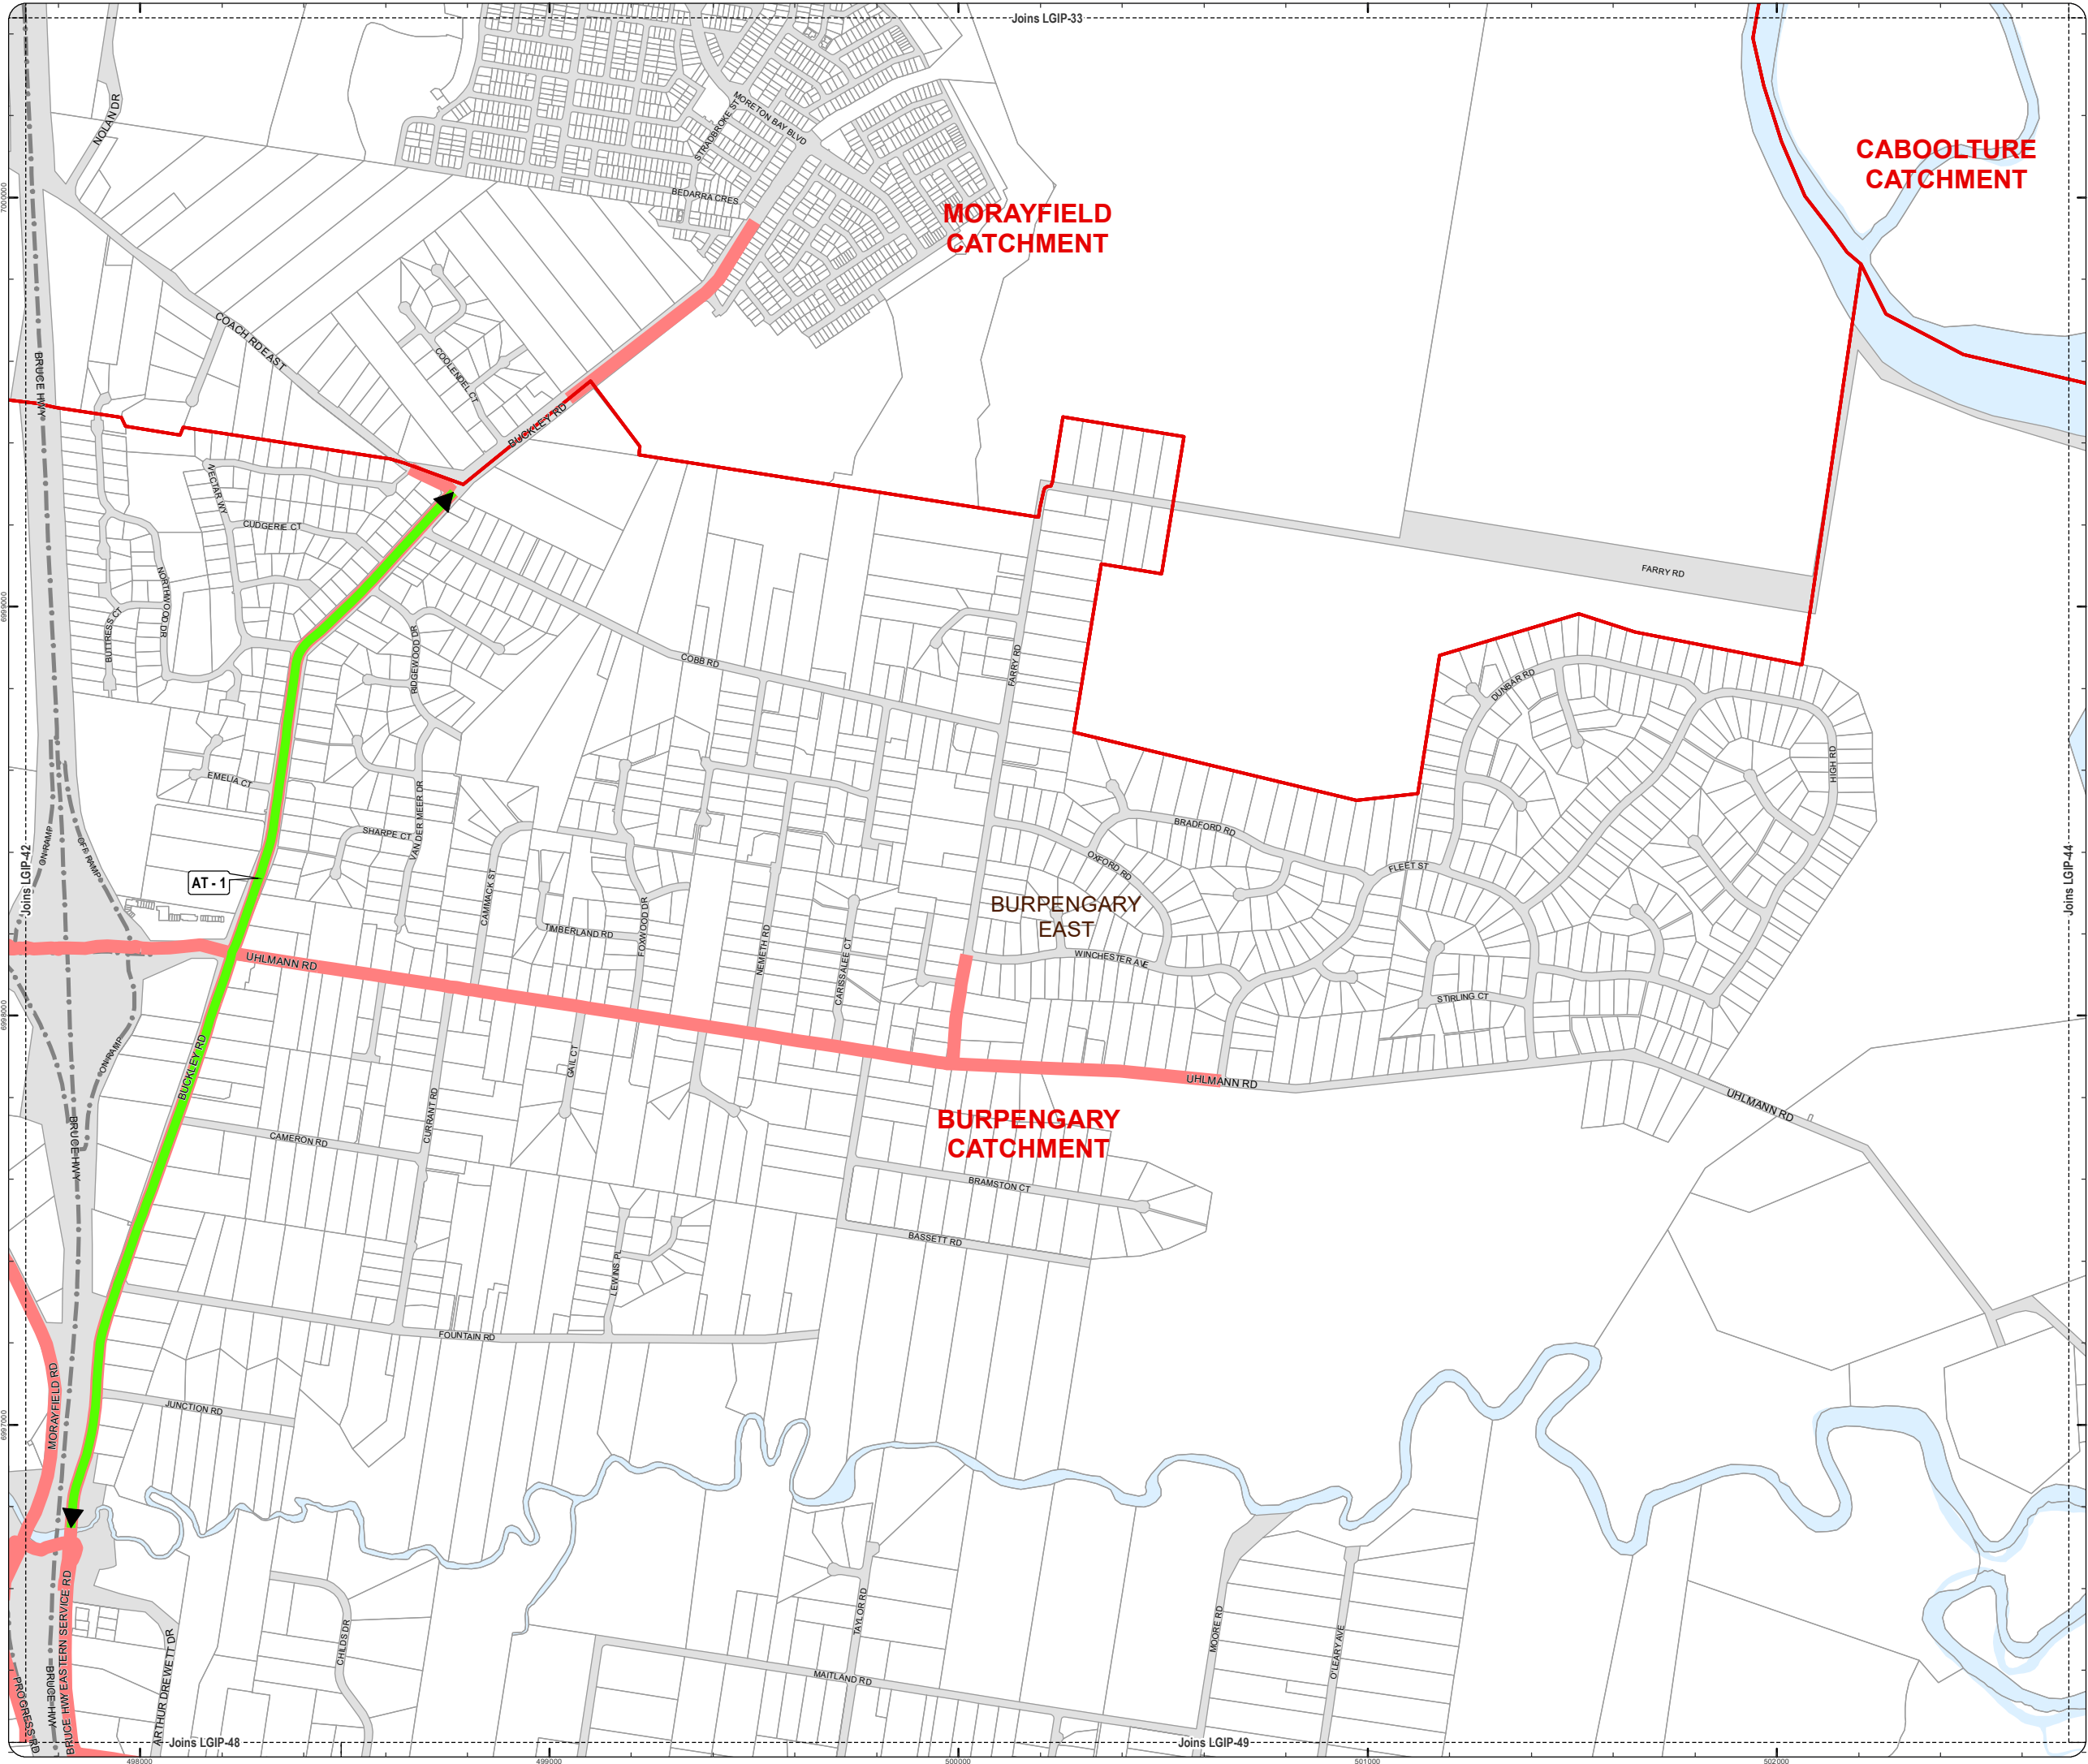 Joins LGIP-33
NOLAN DR
MORETON BAY BLVD
STRADBROKE ST
BEDARRA CRES
CABOOLTURE
CATCHMENT
MORAYFIELD
CATCHMENT
7000000
COACH RD EAST
BRUCE HWY
COOLENDEL CT
BUCKLEY RD
NECTAR WY
CUDGERIE CT
NORTHWOOD DR
BUTTRESS CT
RIDGEWOOD DR
6999000
FARRY RD
COBB RD
FARRY RD
DUNBAR RD
HIGH RD
EMELIA CT
SHARPE CT
VAN DER MEER DR
BRADFORD RD
OXFORD RD
FLEET ST
ON RAMP
OFF RAMP
Joins LGIP-42
Joins LGIP-44
AT - 1
CAMMACK ST
TIMBERLAND RD
FOXWOOD DR
NEMETH RD
CARISSALEE CT
BURPENGARY
EAST
WINCHESTER AVE
UHLMANN RD
STIRLING CT
6998000
BUCKLEY RD
ON RAMP
GAIL CT
CURRANT RD
UHLMANN RD
UHLMANN RD
BURPENGARY
CATCHMENT
BRUCE HWY
CAMERON RD
BRAMSTON CT
BASSETT RD
LEWINS PL
FOUNTAIN RD
MORAYFIELD RD
JUNCTION RD
6997000
BRUCE HWY EASTERN SERVICE RD
BRUCE HWY
PROGRESS RD
ARTHUR DREWETT DR
CHILDS DR
TAYLOR RD
MAITLAND RD
MOORE RD
O'LEARY AVE
Joins LGIP-48
Joins LGIP-49
498000
499000
500000
501000
502000